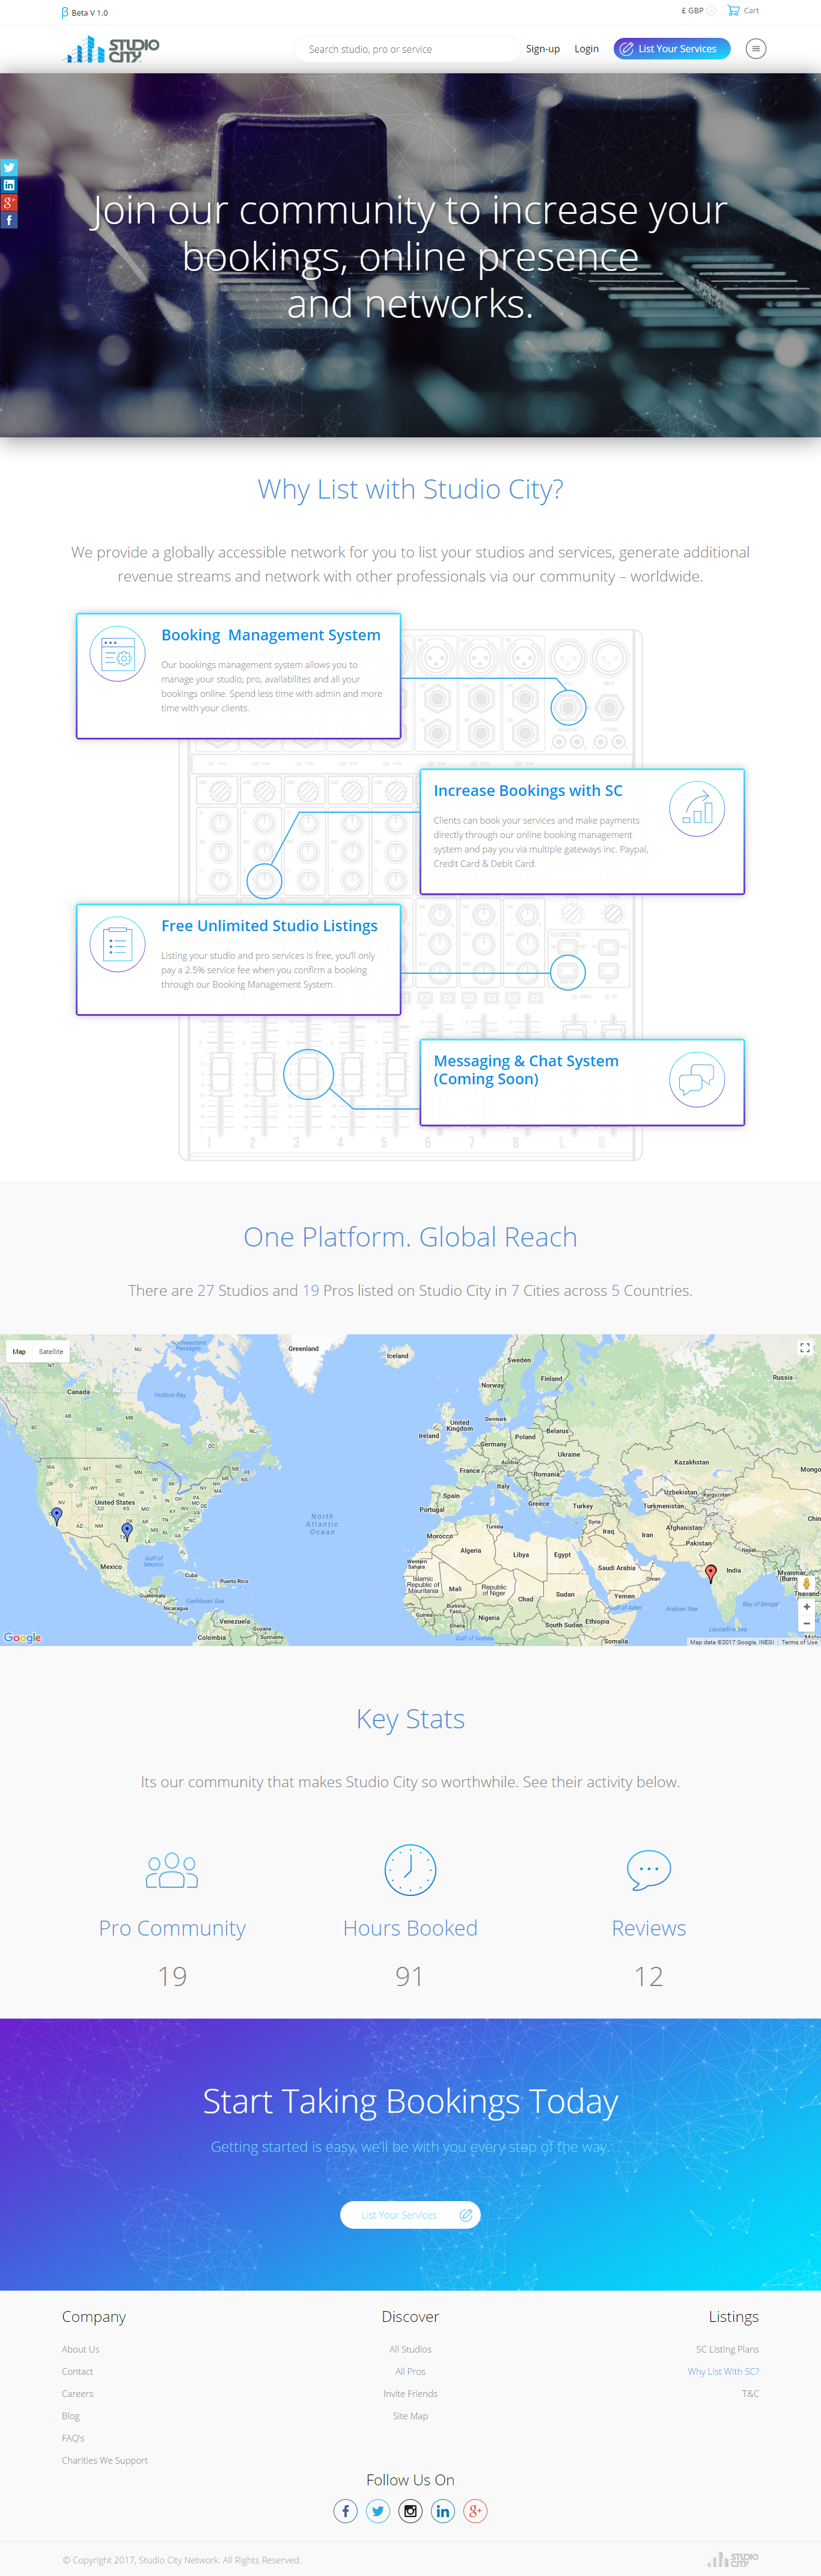 β Beta V 1.0
£ GBP
Cart
STUDIO
CITY
Search studio, pro or service
Sign-up
Login
List Your Services
Join our community to increase your
bookings, online presence
and networks.
Why List with Studio City?
We provide a globally accessible network for you to list your studios and services, generate additional
revenue streams and network with other professionals via our community – worldwide.
Booking Management System
Our bookings management system allows you to
manage your studio, pro, availabilites and all your
bookings online. Spend less time with admin and more
time with your clients.
Increase Bookings with SC
Clients can book your services and make payments
directly through our online booking management
system and pay you via multiple gateways inc. Paypal,
Credit Card & Debit Card.
Free Unlimited Studio Listings
Listing your studio and pro services is free, you'll only
pay a 2.5% service fee when you confirm a booking
through our Booking Management System.
Messaging & Chat System
(Coming Soon)
1 2 3 4 5 6 7 8 L R
One Platform. Global Reach
There are 27 Studios and 19 Pros listed on Studio City in 7 Cities across 5 Countries.
Map
Satellite
Northwestern
Passages
Greenland
Iceland
Sweden
Finland
Norway
Russia
Canada
Hudson Bay
United
Kingdom
Denmark
Ireland
Poland
Belarus
Germany
Ukraine
Austria
France
Romania
Kazakhstan
Mongo
Italy
Spain
Portugal
Greece
Turkey
Uzbekistan
Kyrgyzstan
Turkmenistan
United States
North
Atlantic
Ocean
Tunisia
Morocco
Syria
Iraq
Iran
Afghanistan
Pakistan
Nepal
Chin
Algeria
Libya
Egypt
Western
Sahara
Saudi Arabia
Oman
India
Myanmar
(Burm
Mexico
Gulf of
Mexico
Cuba
Puerto Rico
Islamic
Republic of
Mauritania
Mali
Republic
of Niger
Chad
Sudan
Yemen
Gulf of Aden
Arabian Sea
Bay of Bengal
Thailand
Guatemala
Nicaragua
Caribbean Sea
Burkina
Faso
Guinea
Ghana
Nigeria
Ethiopia
South Sudan
Laccadive Sea
Venezuela
Guyana
Suriname
Colombia
Gulf of Guinea
Somalia
Google
Map data ©2017 Google, INEGI
Terms of Use
Key Stats
Its our community that makes Studio City so worthwhile. See their activity below.
Pro Community
Hours Booked
Reviews
19
91
12
Start Taking Bookings Today
Getting started is easy, we'll be with you every step of the way.
List Your Services
Company
Discover
Listings
About Us
All Studios
SC Listing Plans
Contact
All Pros
Why List With SC?
Careers
Invite Friends
T&C
Blog
Site Map
FAQ's
Charities We Support
Follow Us On
© Copyright 2017, Studio City Network. All Rights Reserved.
STUDIO
CITY